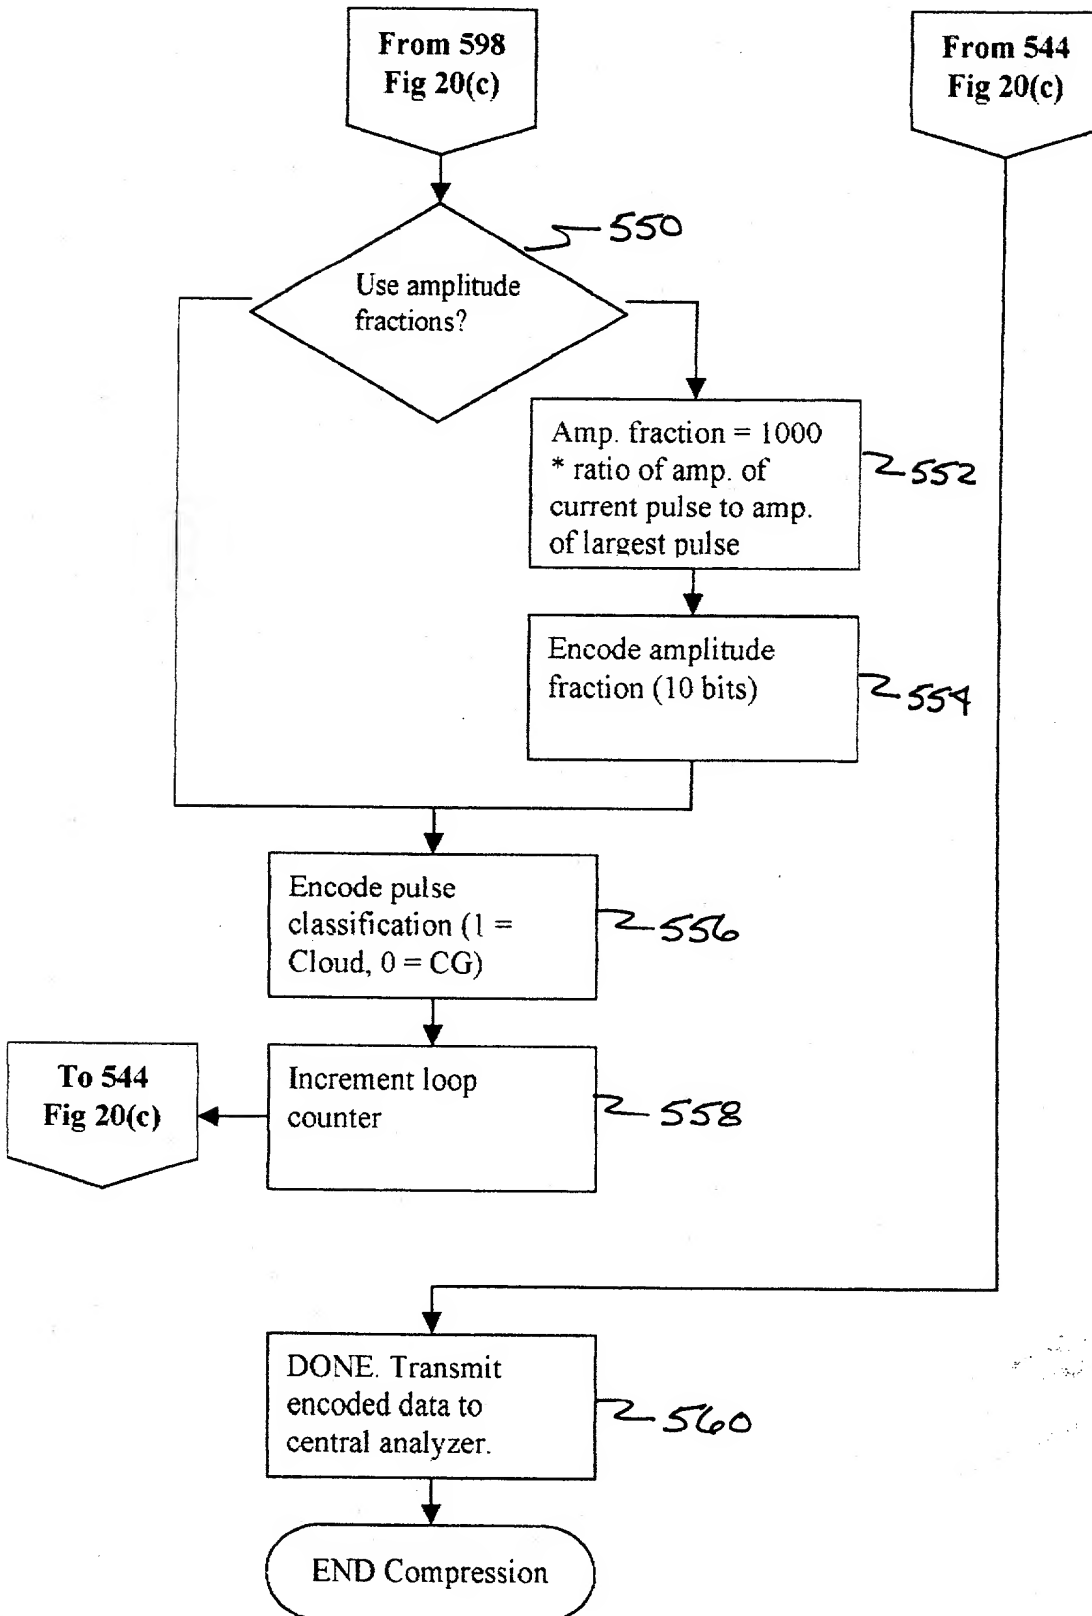 From 598
Fig 20(c)
From 544
Fig 20(c)
550
Use amplitude
fractions?
Amp. fraction = 1000
* ratio of amp. of
current pulse to amp.
of largest pulse
552
Encode amplitude
fraction (10 bits)
554
Encode pulse
classification (1 =
Cloud, 0 = CG)
556
To 544
Fig 20(c)
Increment loop
counter
558
DONE. Transmit
encoded data to
central analyzer.
560
END Compression